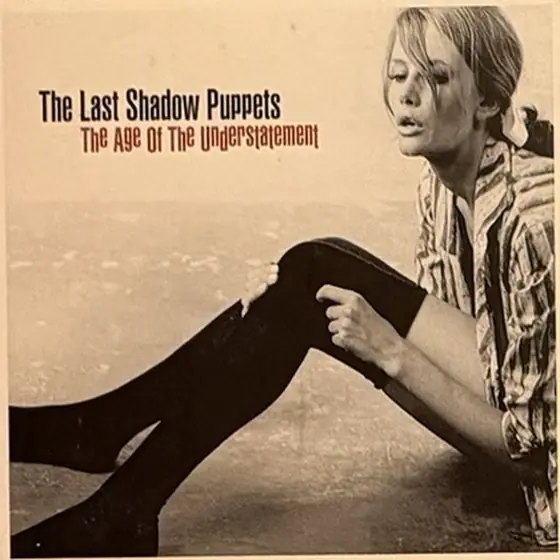 The Last Shadow Puppets
The Age Of The Understatement